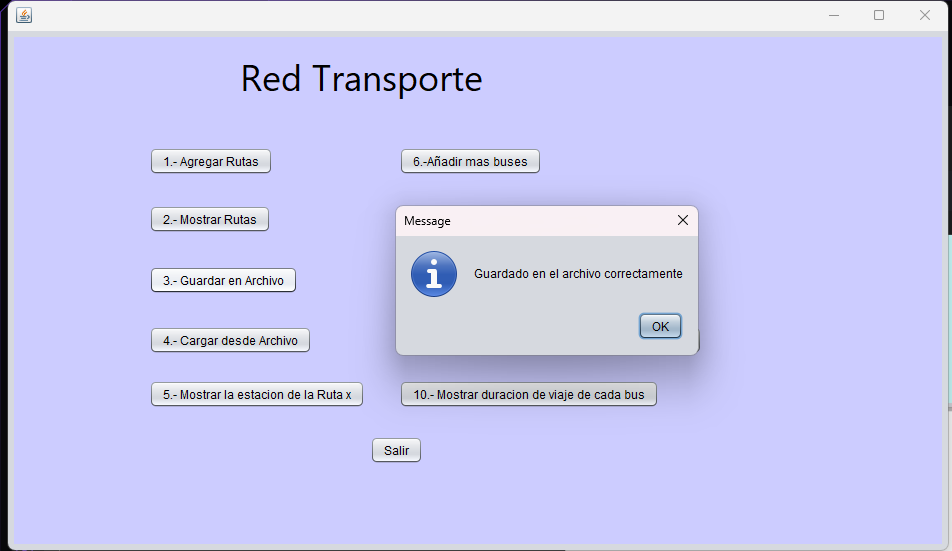 Red Transporte
1.- Agregar Rutas
6.-Añadir mas buses
2.- Mostrar Rutas
Message
3.- Guardar en Archivo
Guardado en el archivo correctamente
OK
4.- Cargar desde Archivo
5.- Mostrar la estacion de la Ruta x
10.- Mostrar duracion de viaje de cada bus
Salir